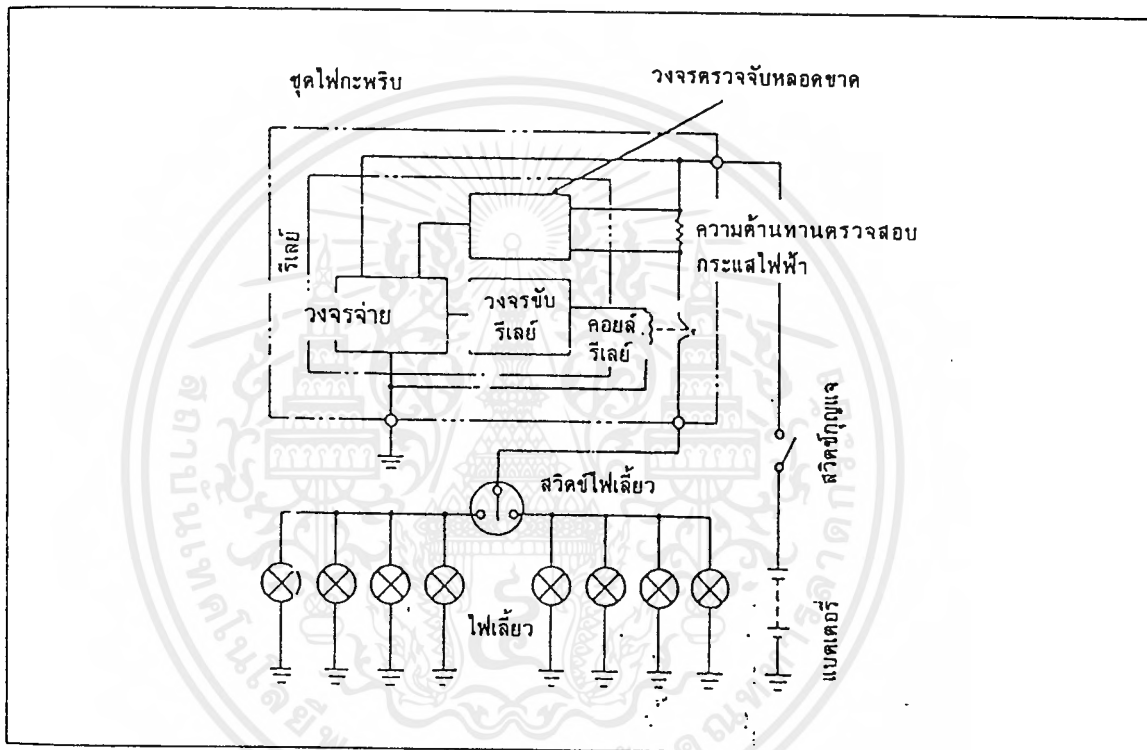 ชุดไฟกะพริบ
วงจรตรวจจับหลอดขาด
ความต้านทานตรวจสอบ
กระแสไฟฟ้า
รีเลย์
วงจรจ่าย
วงจรขับ
รีเลย์
คอยล์
รีเลย์
สวิตช์กุญแจ
สวิตช์ไฟเลี้ยว
ไฟเลี้ยว
แบตเตอรี่